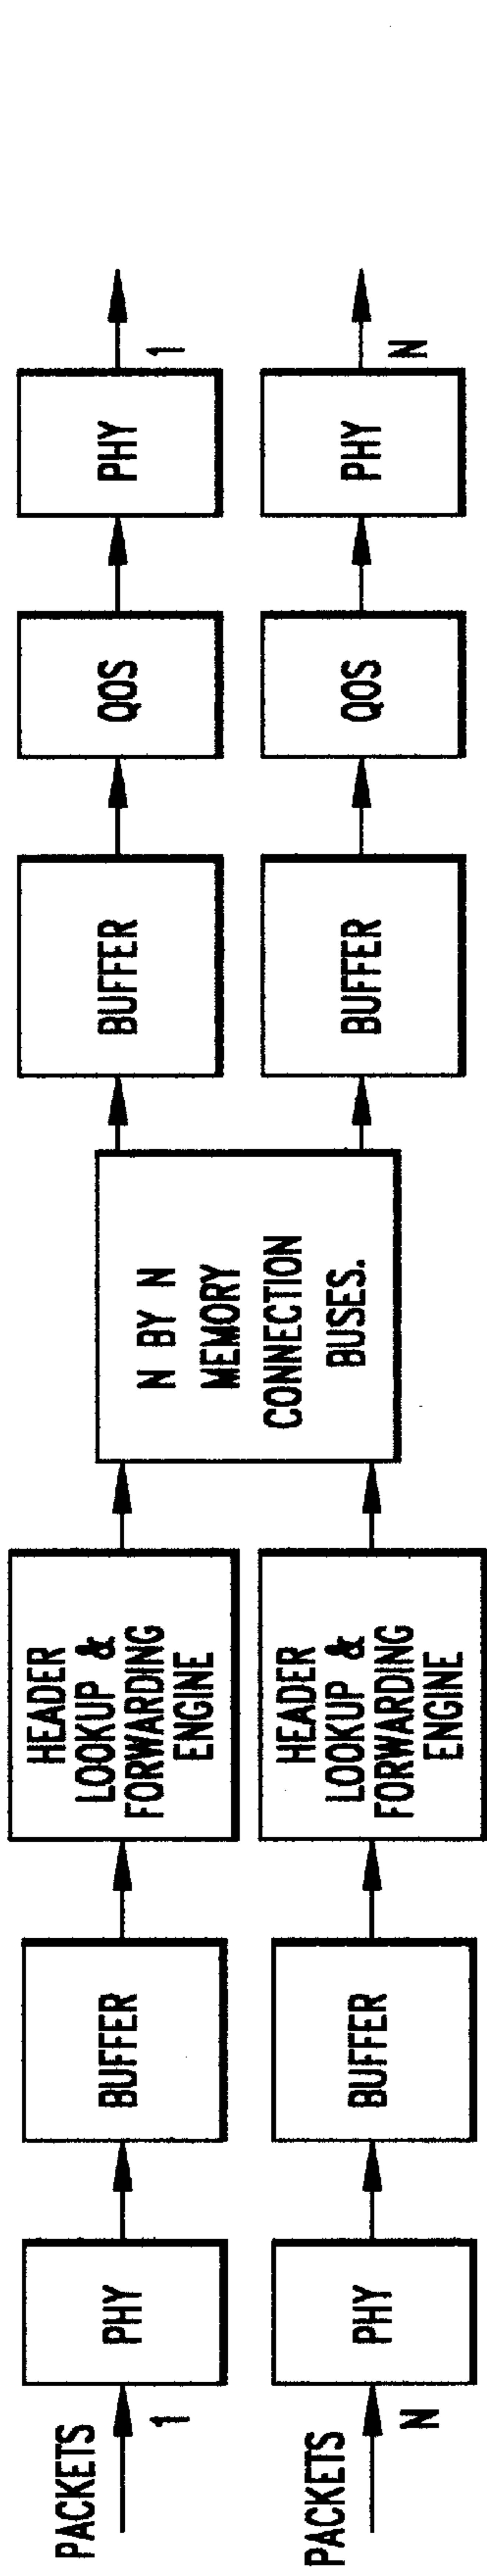 PACKETS
1
PHY
BUFFER
HEADER
LOOKUP &
FORWARDING
ENGINE
PACKETS
N
PHY
BUFFER
HEADER
LOOKUP &
FORWARDING
ENGINE
N BY N
MEMORY
CONNECTION
BUSES.
BUFFER
QOS
PHY
1
BUFFER
QOS
PHY
N